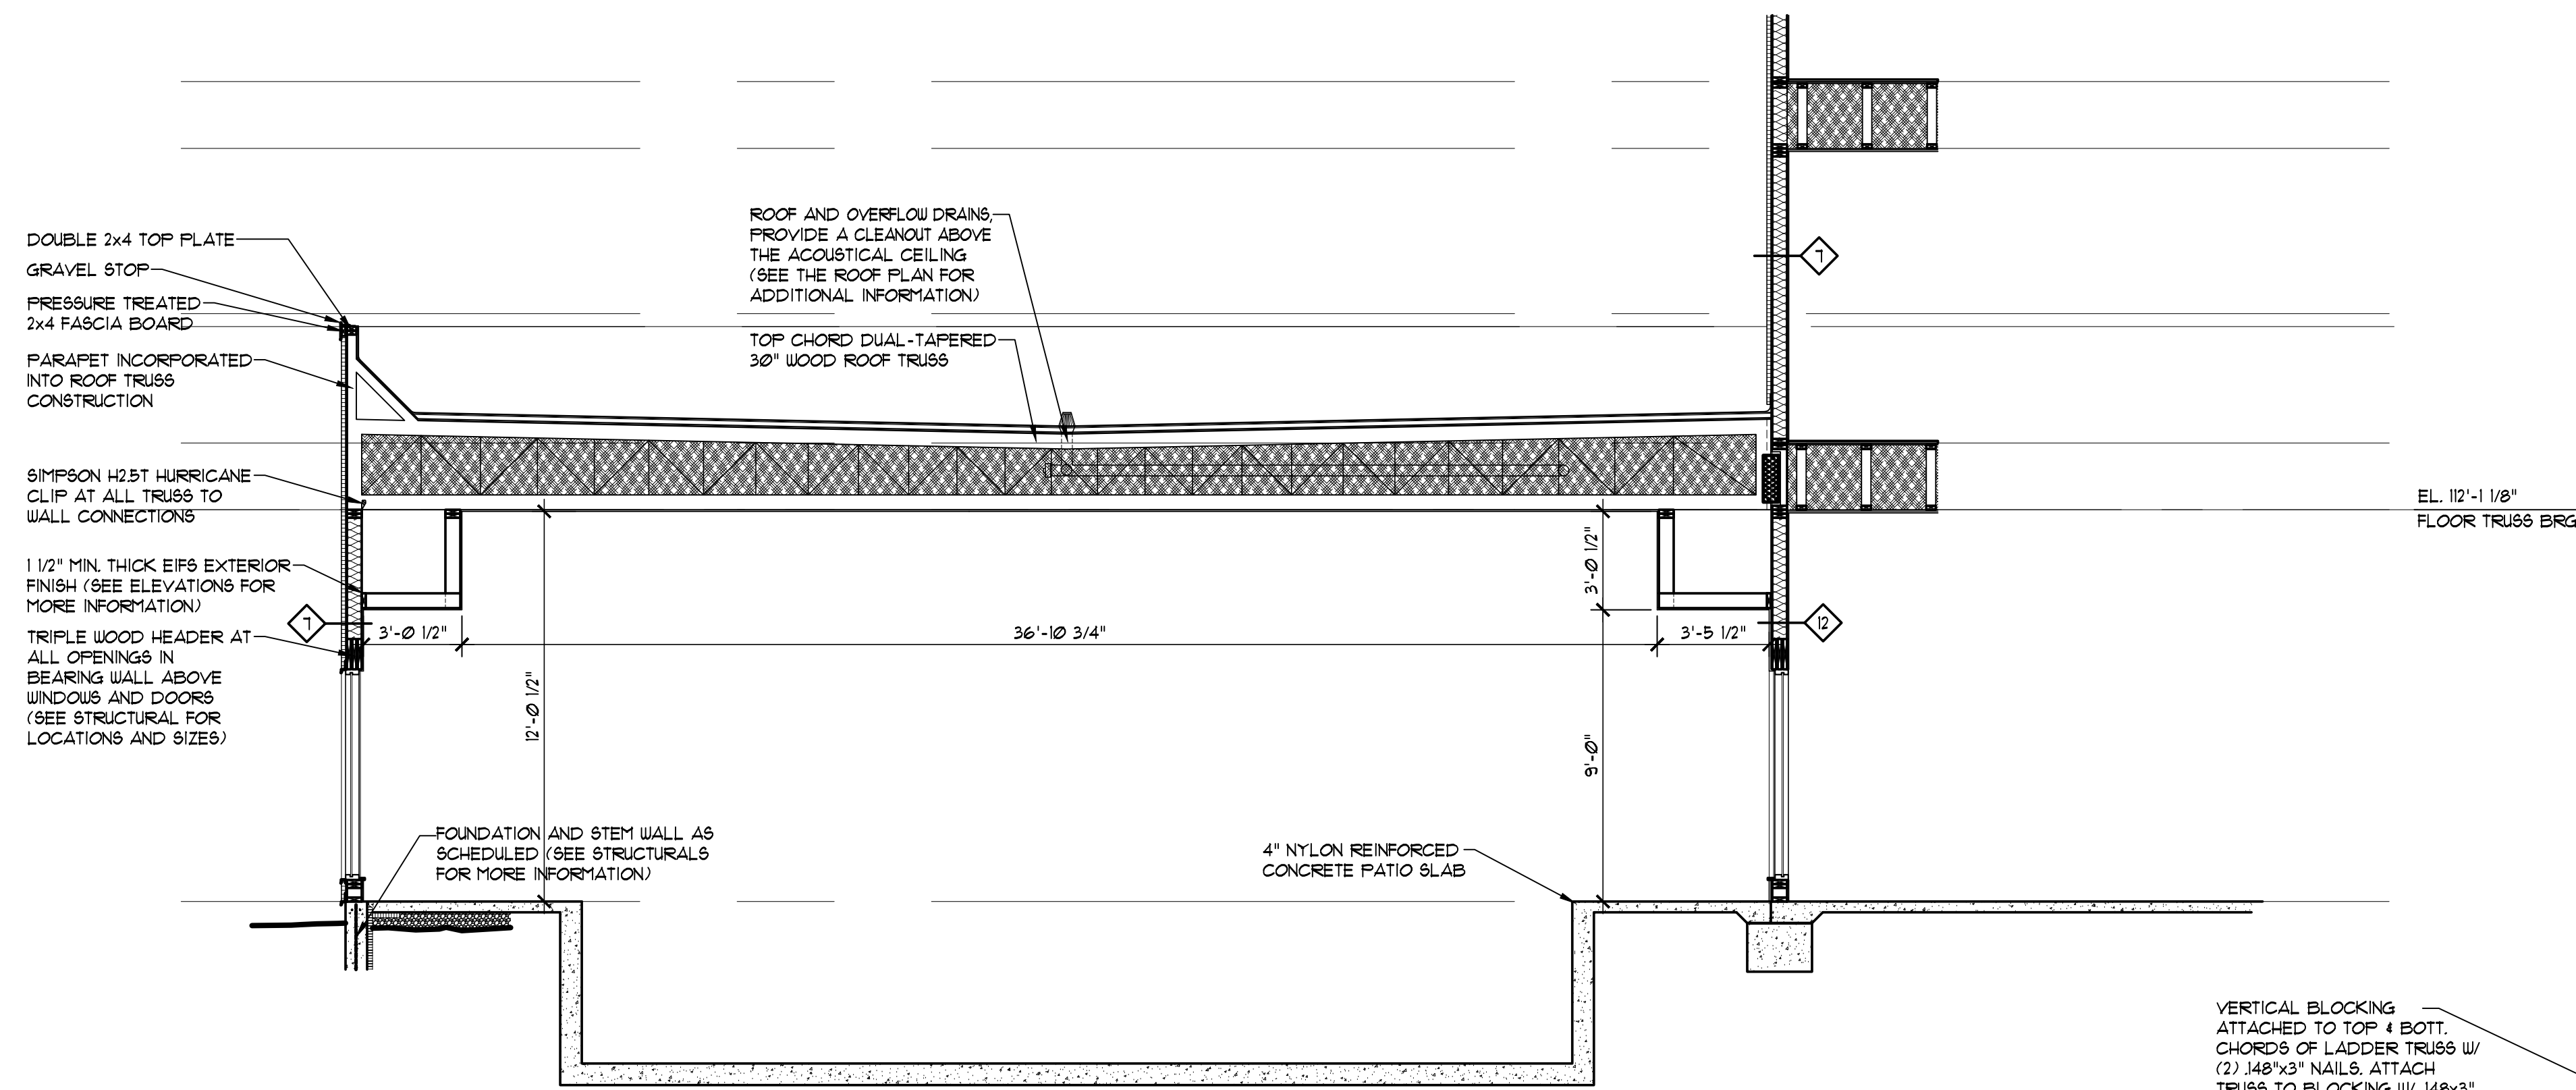 DOUBLE 2x4 TOP PLATE
GRAVEL STOP
PRESSURE TREATED
2x4 FASCIA BOARD
PARAPET INCORPORATED
INTO ROOF TRUSS
CONSTRUCTION
SIMPSON H2.5T HURRICANE
CLIP AT ALL TRUSS TO
WALL CONNECTIONS
1 1/2" MIN. THICK EIFS EXTERIOR
FINISH (SEE ELEVATIONS FOR
MORE INFORMATION)
TRIPLE WOOD HEADER AT
ALL OPENINGS IN
BEARING WALL ABOVE
WINDOWS AND DOORS
(SEE STRUCTURAL FOR
LOCATIONS AND SIZES)
ROOF AND OVERFLOW DRAINS,
PROVIDE A CLEANOUT ABOVE
THE ACOUSTICAL CEILING
(SEE THE ROOF PLAN FOR
ADDITIONAL INFORMATION)
TOP CHORD DUAL-TAPERED
30" WOOD ROOF TRUSS
7
7
12
3'-0 1/2"
36'-10 3/4"
3'-5 1/2"
12'-0 1/2"
3'-0 1/2"
9'-0"
EL. 112'-1 1/8"
FLOOR TRUSS BRG
FOUNDATION AND STEM WALL AS
SCHEDULED (SEE STRUCTURALS
FOR MORE INFORMATION)
4" NYLON REINFORCED
CONCRETE PATIO SLAB
VERTICAL BLOCKING
ATTACHED TO TOP & BOTT.
CHORDS OF LADDER TRUSS W/
(2) .148"x3" NAILS. ATTACH
TRUSS TO BLOCKING W/ .148x3"